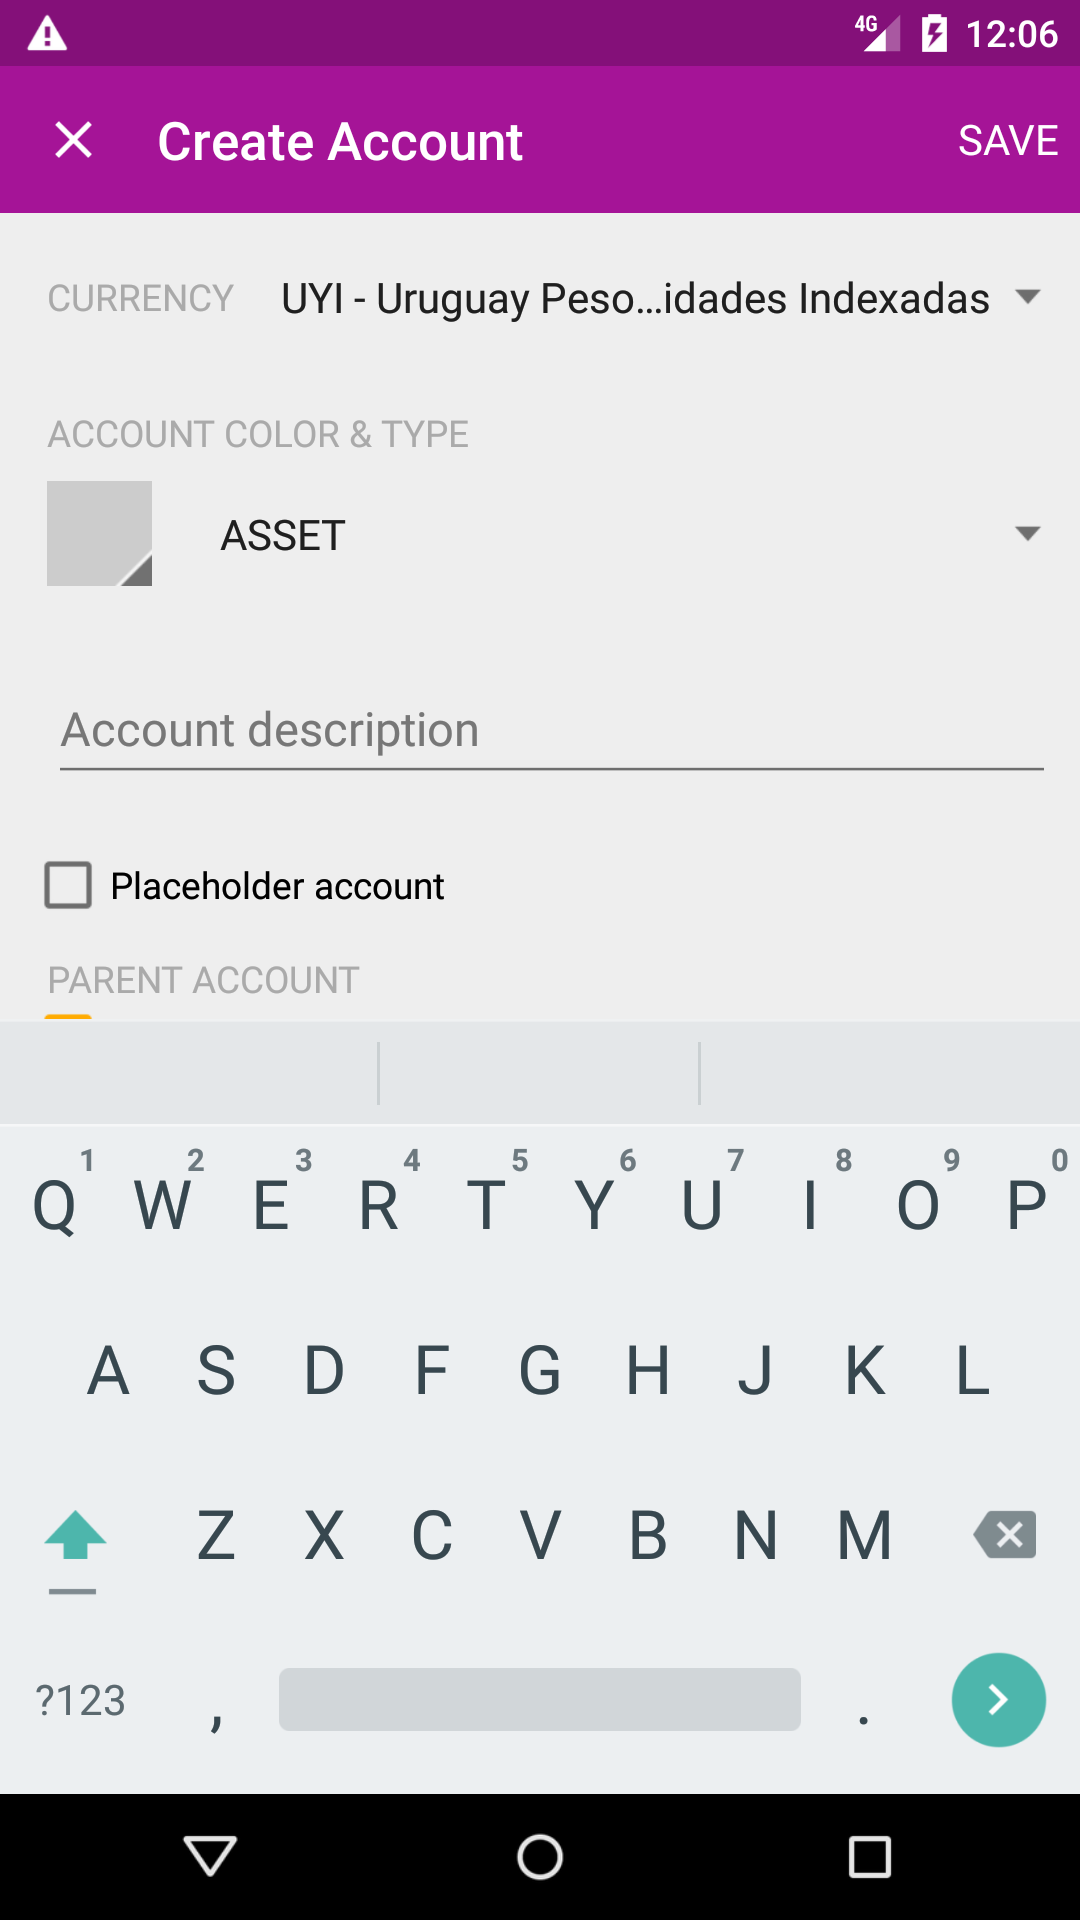 4G 12:06
Create Account SAVE
CURRENCY UYI - Uruguay Peso...idades Indexadas
ACCOUNT COLOR & TYPE
ASSET
Account description
Placeholder account
PARENT ACCOUNT
1 2 3 4 5 6 7 8 9 0
Q W E R T Y U I O P
A S D F G H J K L
Z X C V B N M
?123 , .